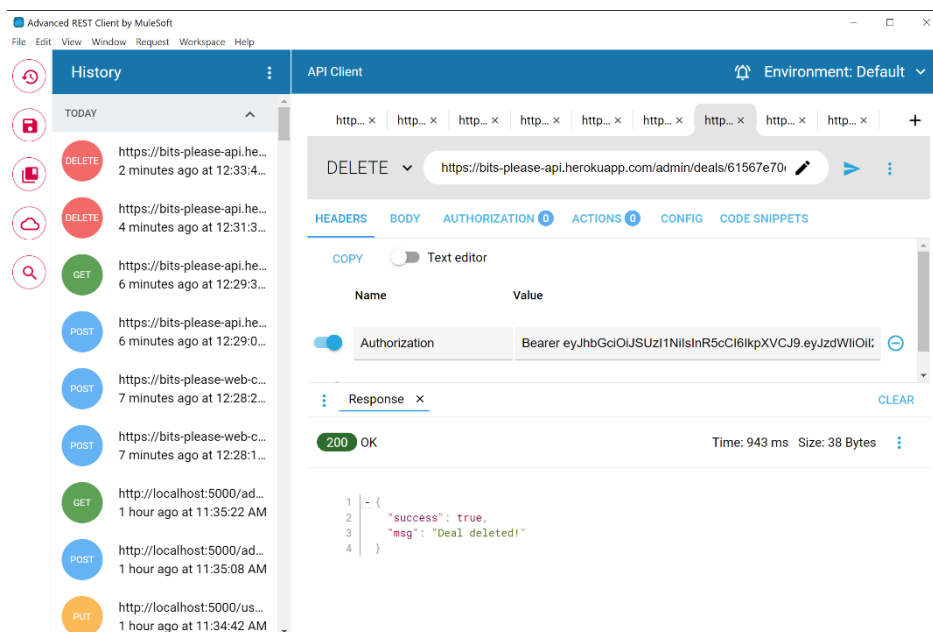 Advanced REST Client by MuleSoft
File Edit View Window Request Workspace Help
History
API Client
Environment: Default
TODAY
http... × http... × http... × http... × http... × http... × http... × http... × http... × +
DELETE
https://bits-please-api.he...
2 minutes ago at 12:33:4...
DELETE
https://bits-please-api.he...
4 minutes ago at 12:31:3...
GET
https://bits-please-api.he...
6 minutes ago at 12:29:3...
POST
https://bits-please-api.he...
6 minutes ago at 12:29:0...
POST
https://bits-please-web-c...
7 minutes ago at 12:28:2...
POST
https://bits-please-web-c...
7 minutes ago at 12:28:1...
GET
http://localhost:5000/ad...
1 hour ago at 11:35:22 AM
POST
http://localhost:5000/ad...
1 hour ago at 11:35:08 AM
PUT
http://localhost:5000/us...
1 hour ago at 11:34:42 AM
DELETE https://bits-please-api.herokuapp.com/admin/deals/61567e70
HEADERS BODY AUTHORIZATION 0 ACTIONS 0 CONFIG CODE SNIPPETS
COPY Text editor
Name Value
Authorization Bearer eyJhbGciOiJSUzI1NiIsInR5cCI6IkpXVCJ9.eyJzdWIiOiI
Response × CLEAR
200 OK Time: 943 ms Size: 38 Bytes
1 - {
2 "success": true,
3 "msg": "Deal deleted!"
4 }